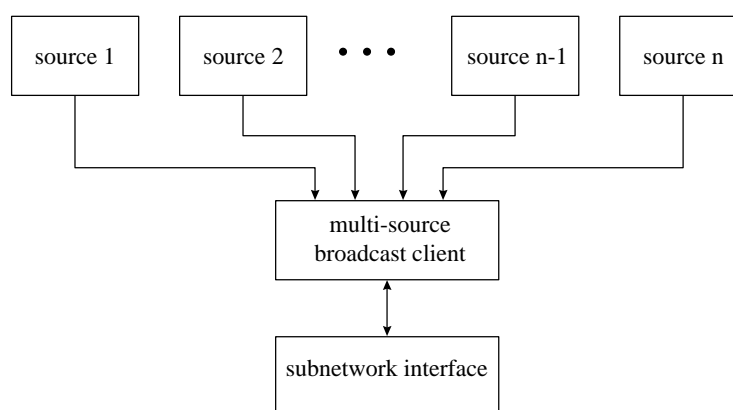 source 1
source 2
source n-1
source n
multi-source
broadcast client
subnetwork interface